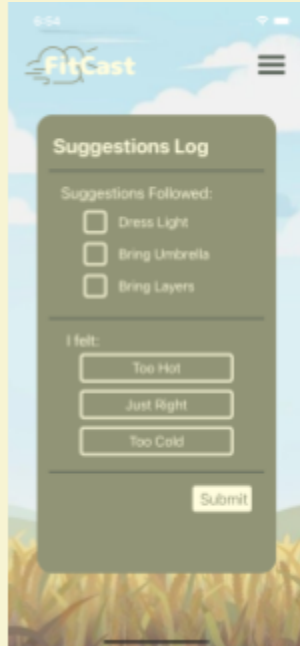 6:54
FitCast
Suggestions Log
Suggestions Followed:
Dress Light
Bring Umbrella
Bring Layers
I felt:
Too Hot
Just Right
Too Cold
Submit